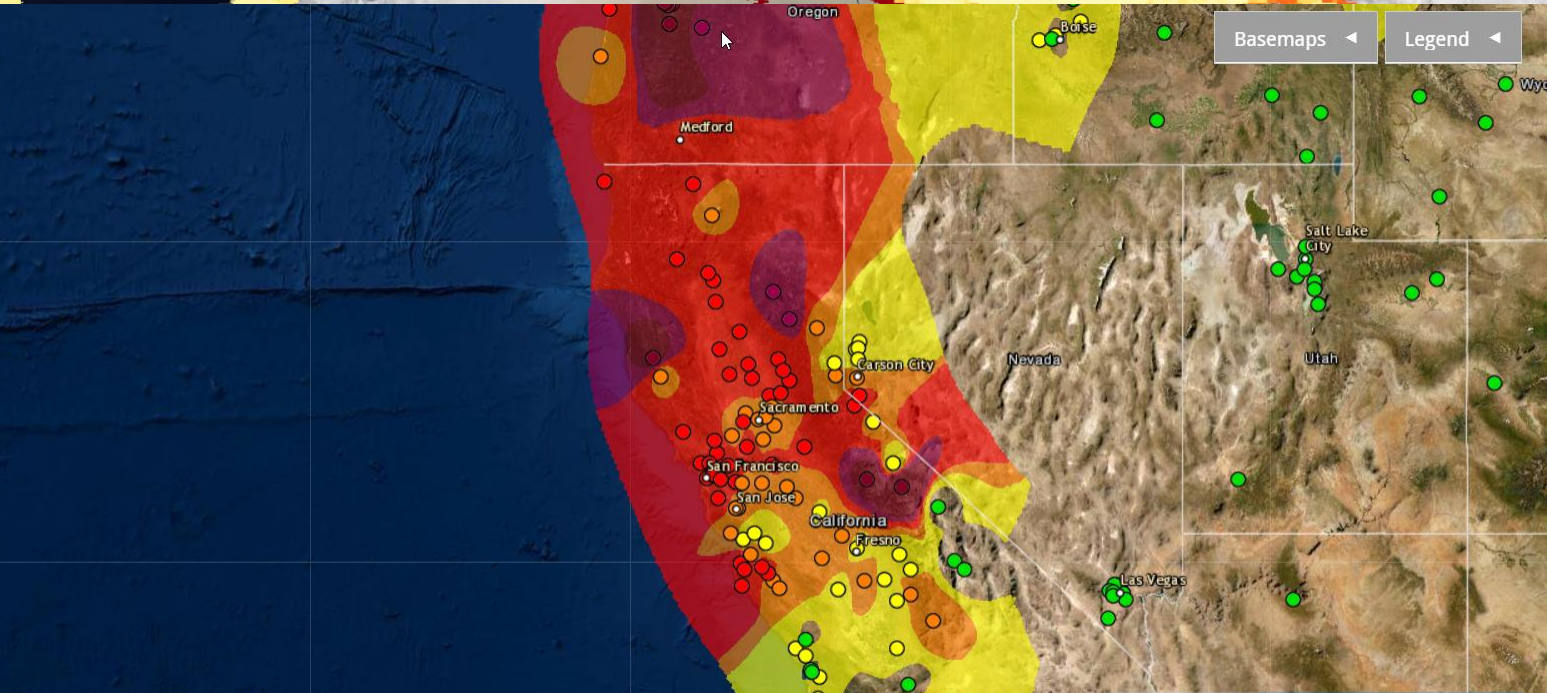 Oregon
Boise
Basemaps ◄
Legend ◄
Medford
Salt Lake
City
Nevada
Utah
Carson City
Sacramento
San Francisco
San Jose
California
Fresno
Las Vegas